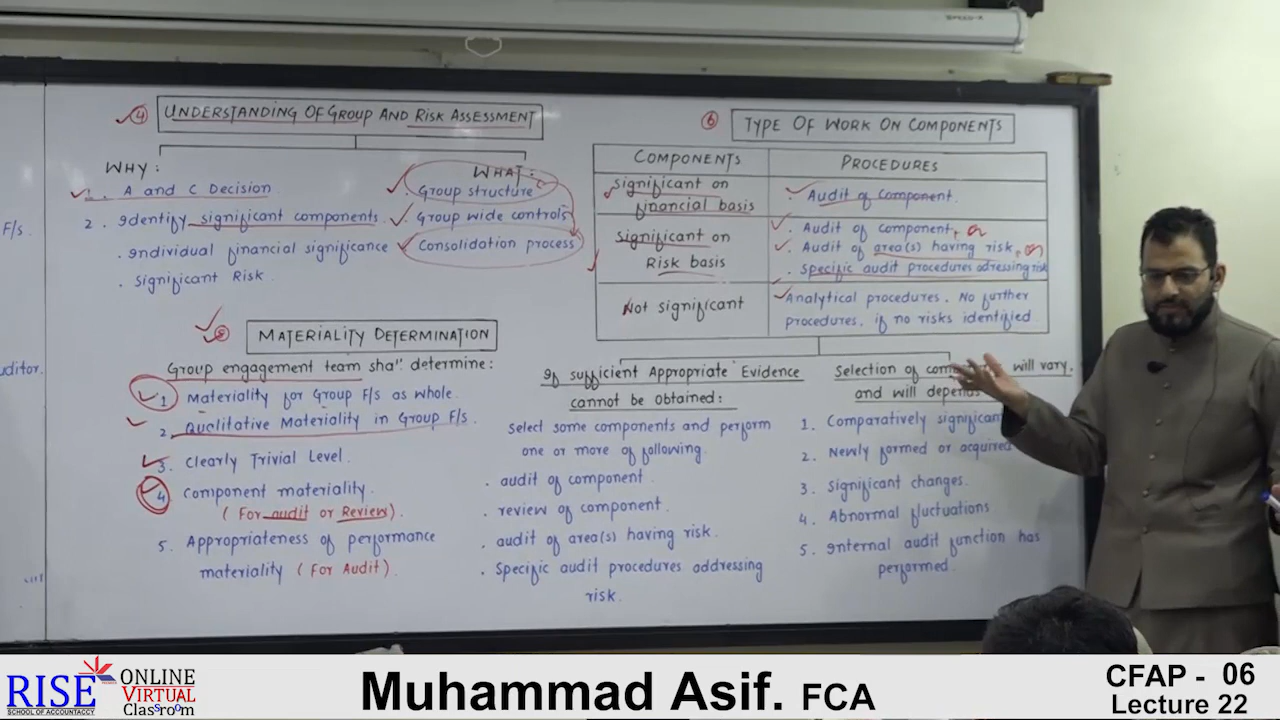 ④ UNDERSTANDING OF GROUP AND RISK ASSESSMENT
WHY:
1. A and C Decision
2. Identify significant components.
. individual financial significance
. Significant Risk.
WHAT:
Group structure
Group wide controls
Consolidation process
F/s
MATERIALITY DETERMINATION
Group engagement team shall determine:
1 Materiality for Group F/s as whole.
2. Qualitative Materiality in Group F/s.
3. Clearly Trivial Level.
4 Component materiality.
(For audit or Review).
5. Appropriateness of performance
materiality (For Audit).
⑥ TYPE OF WORK ON COMPONENTS
COMPONENTS PROCEDURES
Significant on
financial basis
Audit of Component.
Significant on
Risk basis
. Audit of component, or
. Audit of area(s) having risk, or
. Specific audit procedures adressing risk
Not significant
Analytical procedures. No further
procedures, if no risks identified
If sufficient Appropriate Evidence
cannot be obtained:
Select some components and perform
one or more of following.
. audit of component.
. review of component.
. audit of area(s) having risk.
. Specific audit procedures addressing
risk.
Selection of com will vary.
and will depends
1. Comparatively significan
2. Newly formed or acquired
3. Significant changes.
4. Abnormal fluctuations
5. Internal audit function has
performed.
RISE
SCHOOL OF ACCOUNTANCY
ONLINE
VIRTUAL
Classroom
Muhammad Asif. FCA
CFAP - 06
Lecture 22